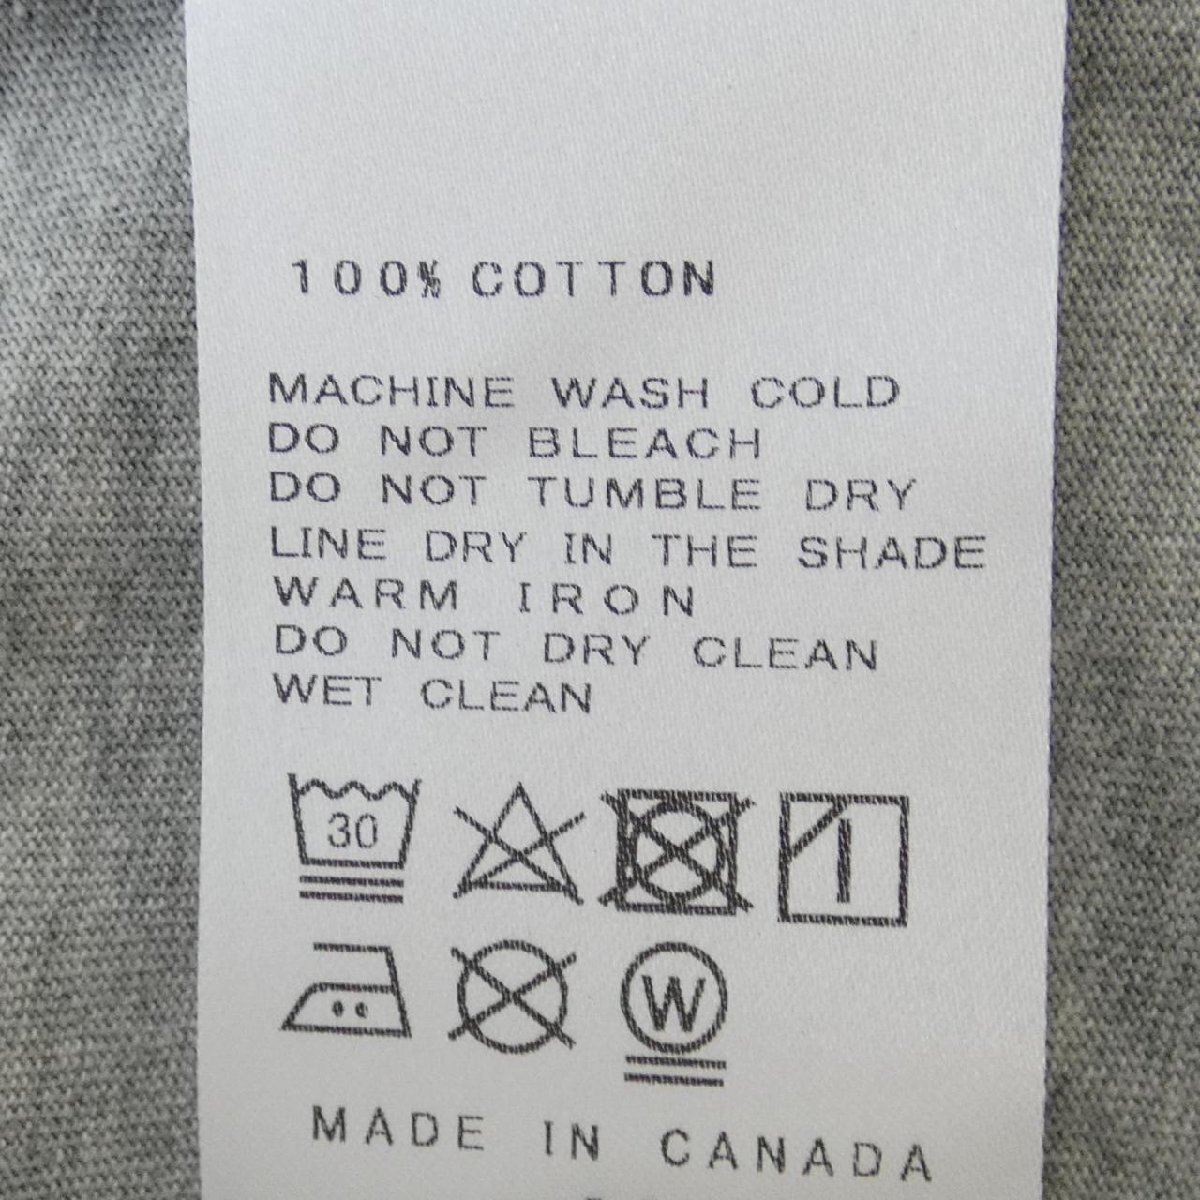 100% COTTON
MACHINE WASH COLD
DO NOT BLEACH
DO NOT TUMBLE DRY
LINE DRY IN THE SHADE
WARM IRON
DO NOT DRY CLEAN
WET CLEAN
30
W
MADE IN CANADA